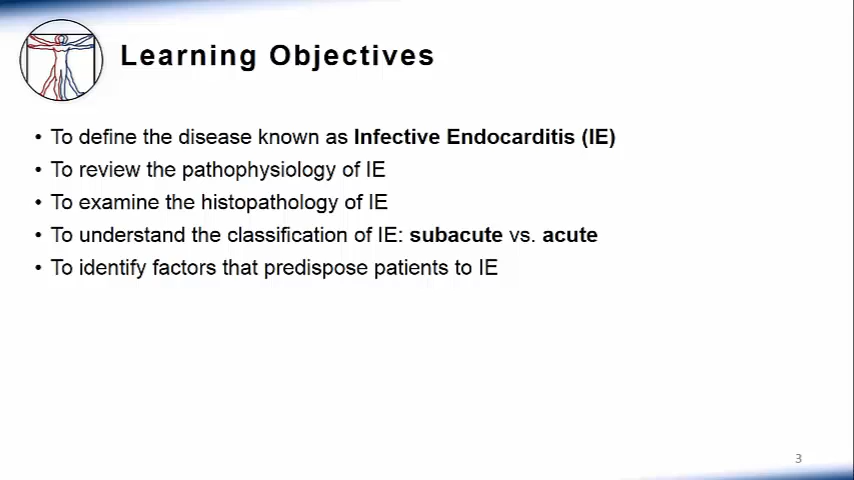 Learning Objectives
• To define the disease known as Infective Endocarditis (IE)
• To review the pathophysiology of IE
• To examine the histopathology of IE
• To understand the classification of IE: subacute vs. acute
• To identify factors that predispose patients to IE
3